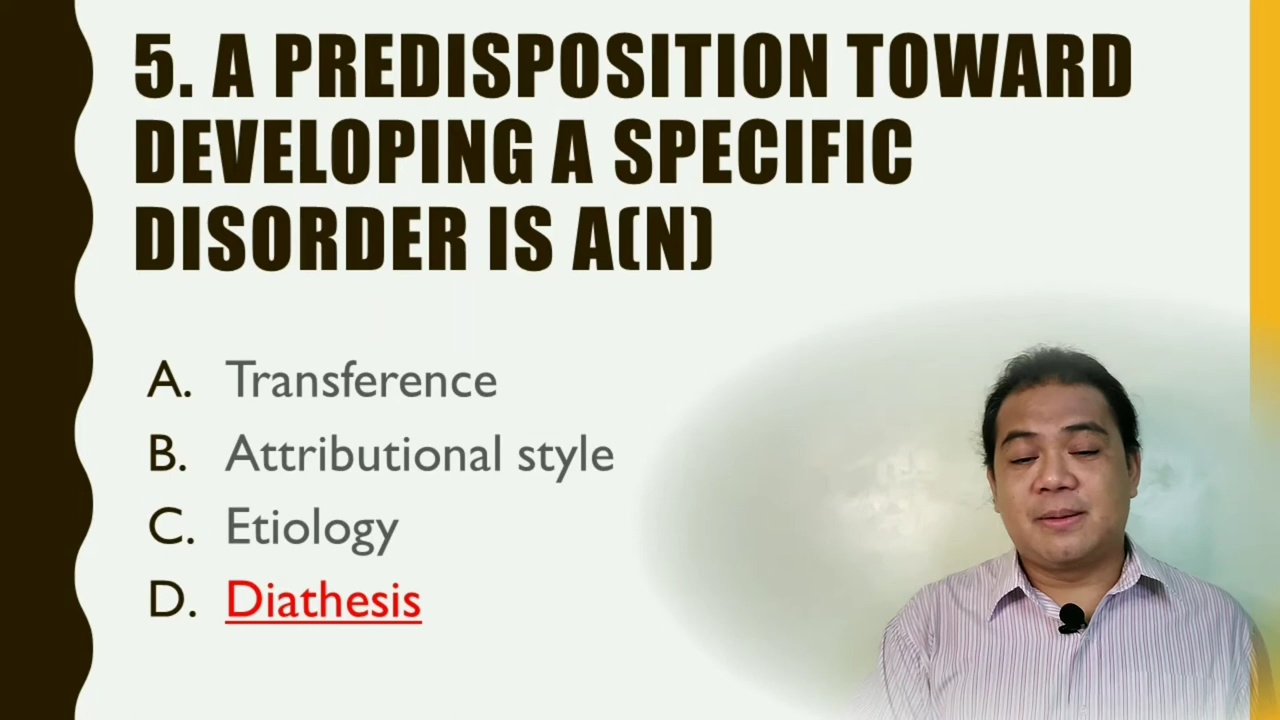 5. A PREDISPOSITION TOWARD
DEVELOPING A SPECIFIC
DISORDER IS A(N)
A. Transference
B. Attributional style
C. Etiology
D. Diathesis